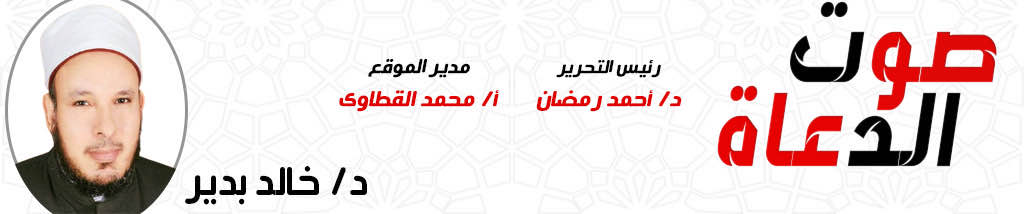 صوت
الدعاة
رئيس التحرير
د/ أحمد رمضان
مدير الموقع
أ/ محمد القطاوى
د/ خالد بدير